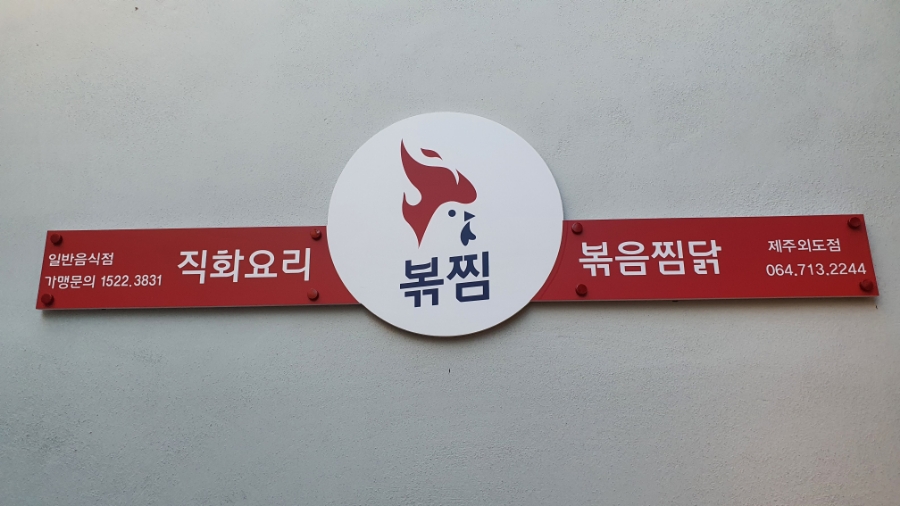 일반음식점
가맹문의 1522.3831
직화요리
볶찜
볶음찜닭
제주외도점
064.713.2244